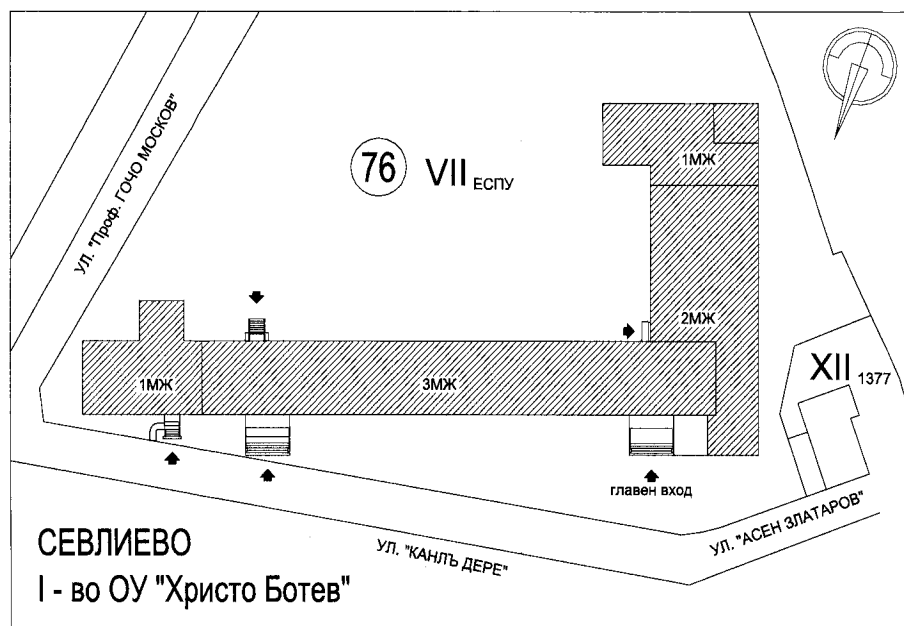 УЛ. "Проф. ГОЧО МОСКОВ"
76
VII ЕСПУ
1МЖ
2МЖ
XII 1377
1МЖ
3МЖ
главен вход
УЛ. "АСЕН ЗЛАТАРОВ"
УЛ. "КАНЛЪ ДЕРЕ"
СЕВЛИЕВО
I - во ОУ "Христо Ботев"